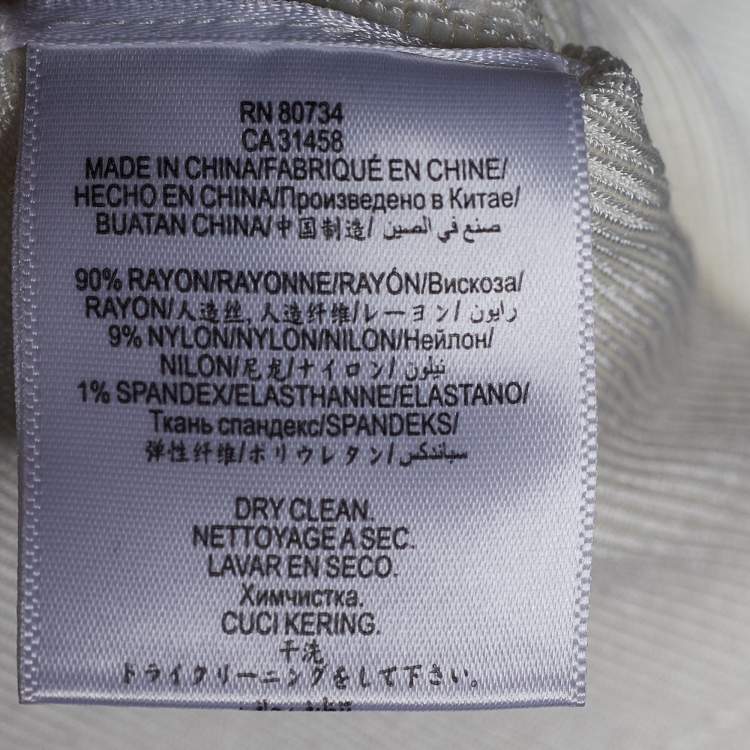 RN 80734
CA 31458
MADE IN CHINA/FABRIQUÉ EN CHINE/
HECHO EN CHINA/Произведено в Китае/
BUATAN CHINA/中国制造/ صنع في الصين
90% RAYON/RAYONNE/RAYÓN/Вискоза/
RAYON/人造丝, 人造纤维/レーヨン/ رايون
9% NYLON/NYLON/NILON/Нейлон/
NILON/尼龙/ナイロン/ نيلون
1% SPANDEX/ELASTHANNE/ELASTANO/
Ткань спандекс/SPANDEKS/
弹性纤维/ポリウレタン/ سباندكس
DRY CLEAN.
NETTOYAGE A SEC.
LAVAR EN SECO.
Химчистка.
CUCI KERING.
干洗
ドライクリーニングをして下さい。